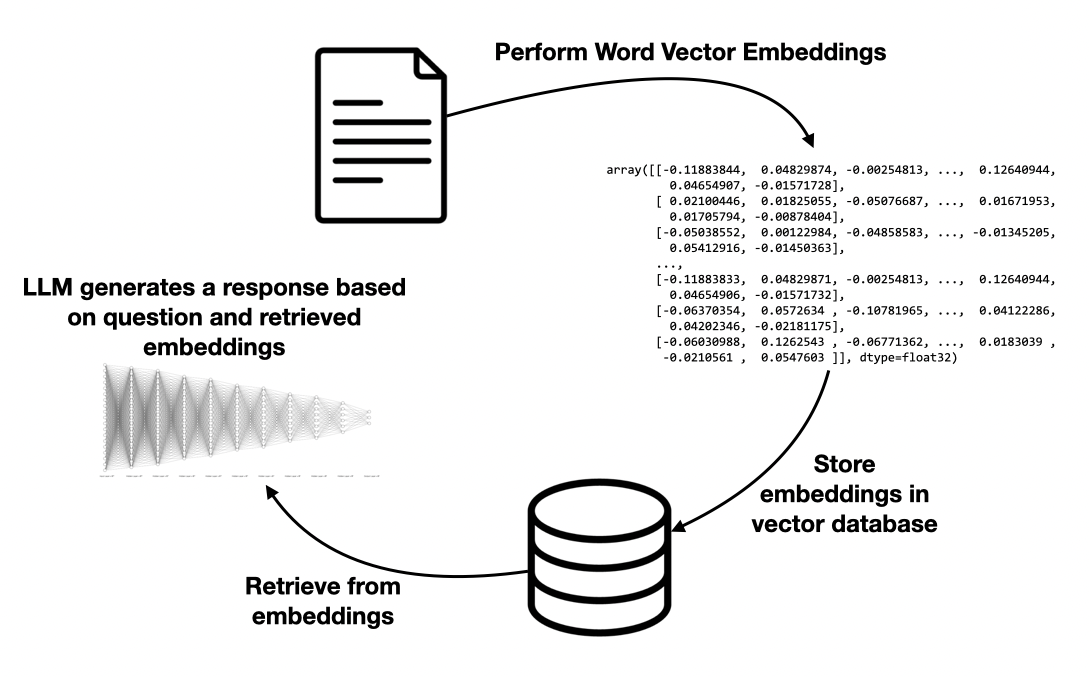 Perform Word Vector Embeddings
array([[-0.11883844,  0.04829874, -0.00254813, ...,  0.12640944,
0.04654907, -0.01571728],
[ 0.02100446,  0.01825055, -0.05076687, ...,  0.01671953,
0.01705794, -0.00878404],
[-0.05038552,  0.00122984, -0.04858583, ..., -0.01345205,
0.05412916, -0.01450363],
...,
[-0.11883833,  0.04829871, -0.00254813, ...,  0.12640944,
0.04654906, -0.01571732],
[-0.06370354,  0.0572634 , -0.10781965, ...,  0.04122286,
0.04202346, -0.02181175],
[-0.06030988,  0.1262543 , -0.06771362, ...,  0.0183039 ,
-0.0210561 ,  0.0547603 ]], dtype=float32)
LLM generates a response based
on question and retrieved
embeddings
Store
embeddings in
vector database
Retrieve from
embeddings